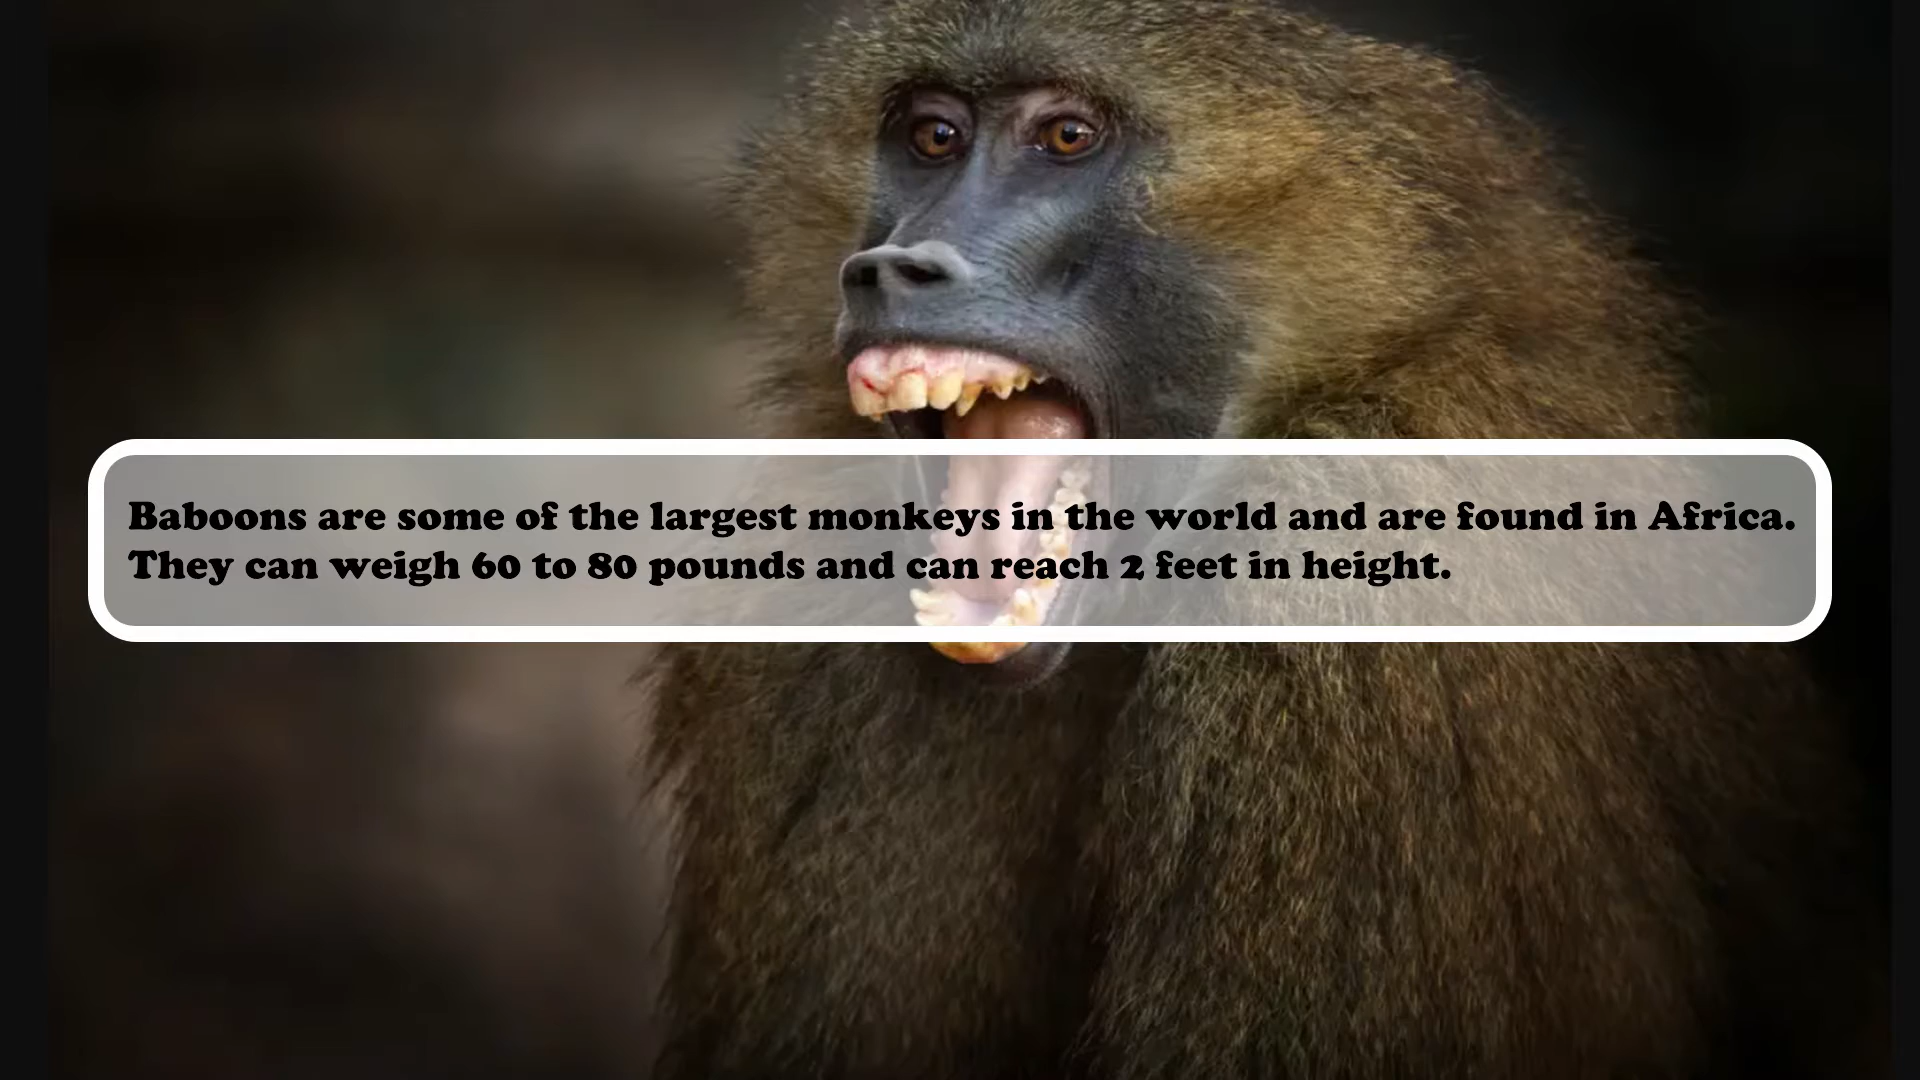 Baboons are some of the largest monkeys in the world and are found in Africa.
They can weigh 60 to 80 pounds and can reach 2 feet in height.